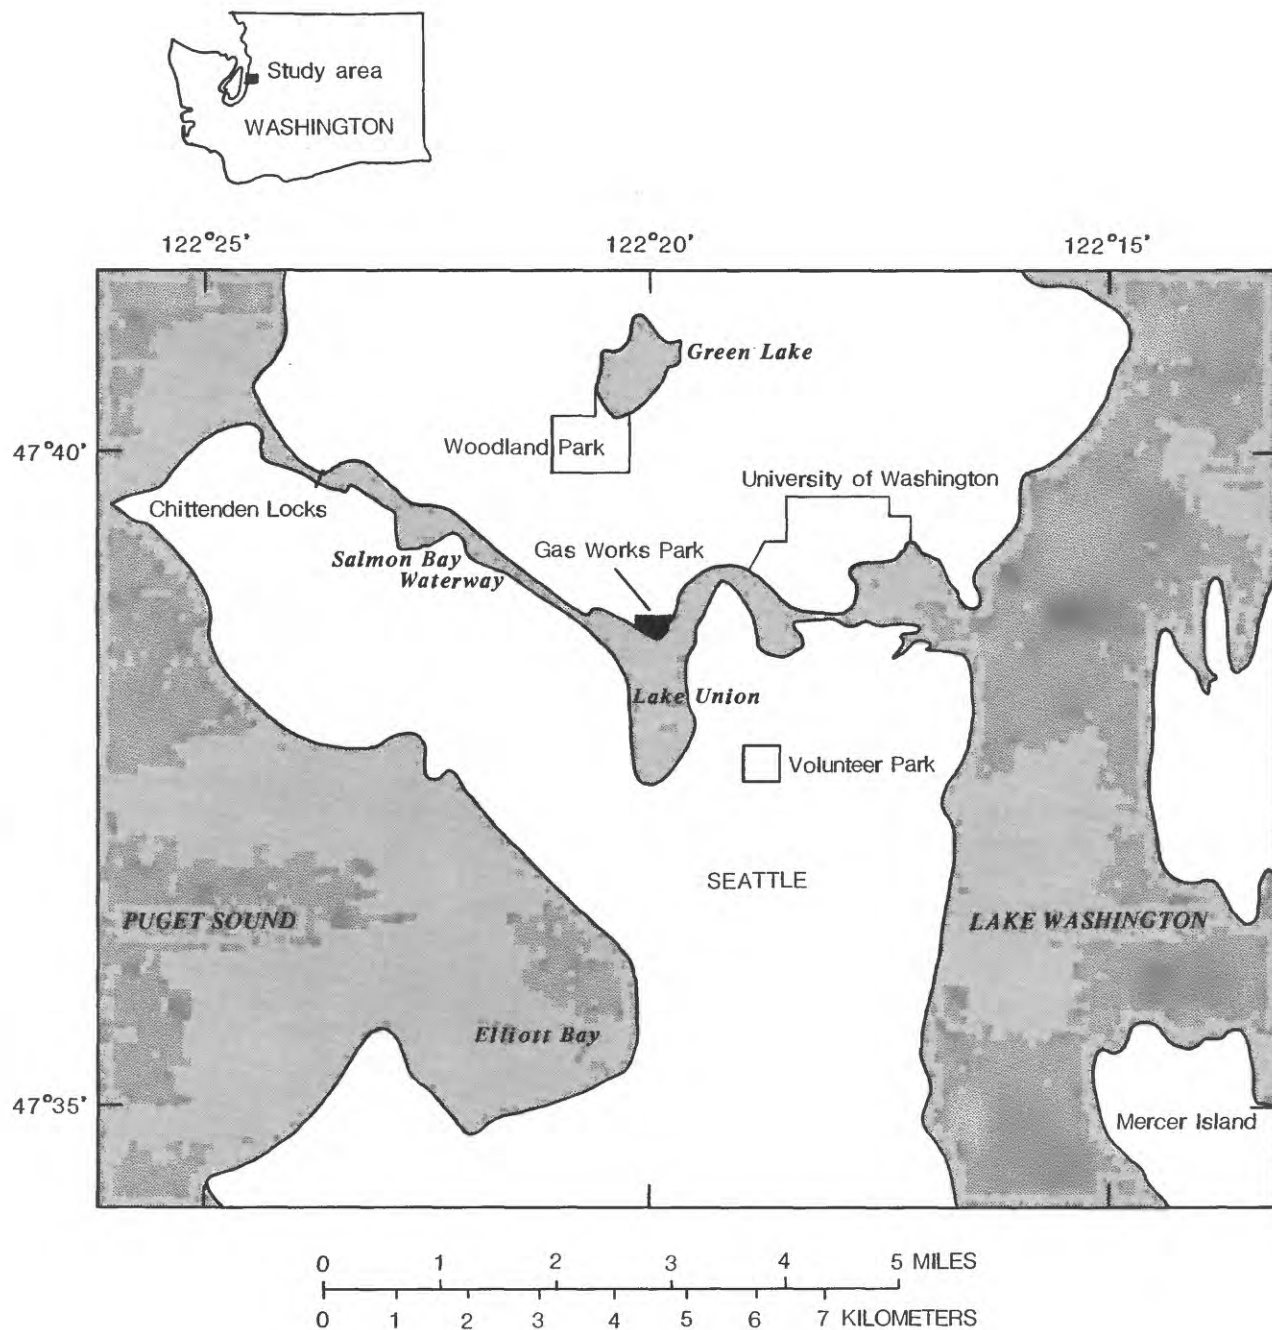 Study area
WASHINGTON
122°25'
122°20'
122°15'
Green Lake
47°40'
Woodland Park
University of Washington
Chittenden Locks
Gas Works Park
Salmon Bay
Waterway
Lake Union
Volunteer Park
SEATTLE
PUGET SOUND
LAKE WASHINGTON
Elliott Bay
47°35'
Mercer Island
0 1 2 3 4 5 MILES
0 1 2 3 4 5 6 7 KILOMETERS